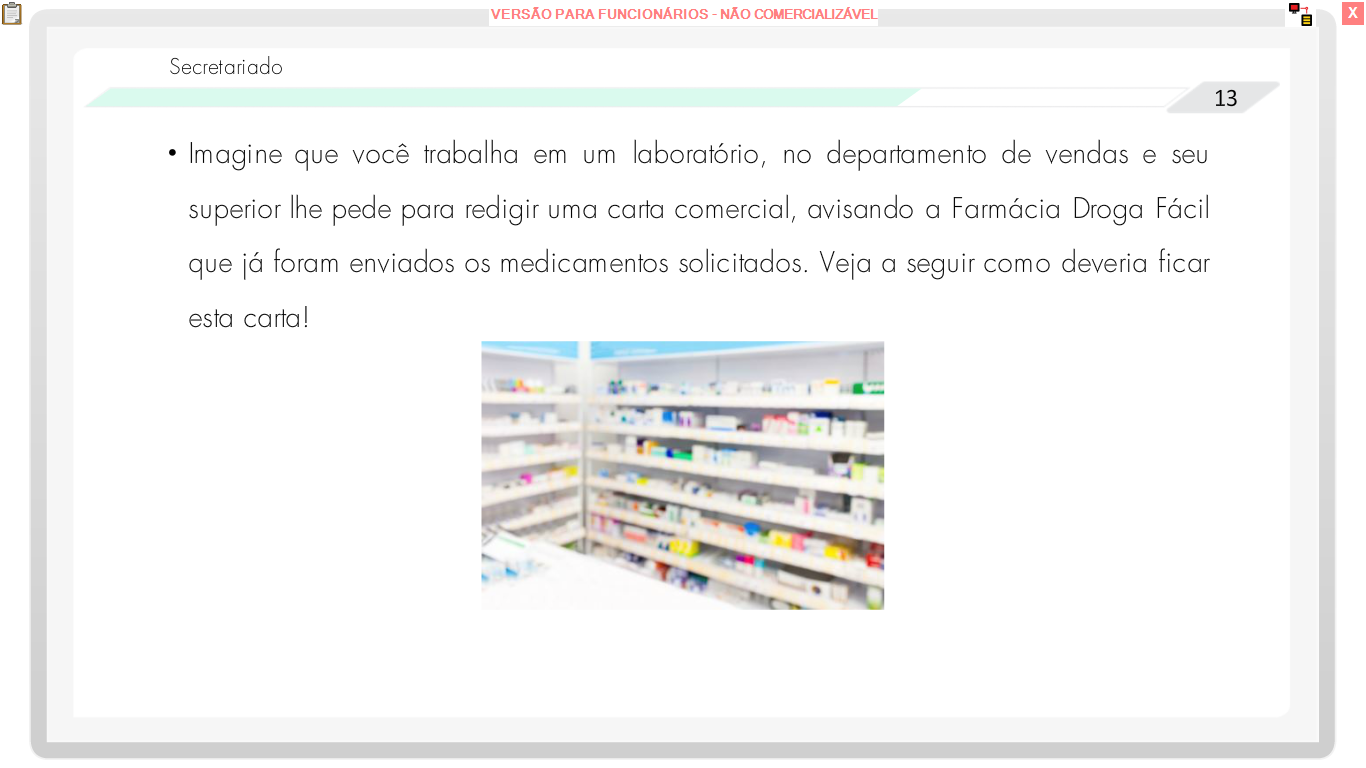 VERSÃO PARA FUNCIONÁRIOS - NÃO COMERCIALIZÁVEL
X
Secretariado
13
• Imagine que você trabalha em um laboratório, no departamento de vendas e seu
superior lhe pede para redigir uma carta comercial, avisando a Farmácia Droga Fácil
que já foram enviados os medicamentos solicitados. Veja a seguir como deveria ficar
esta carta!